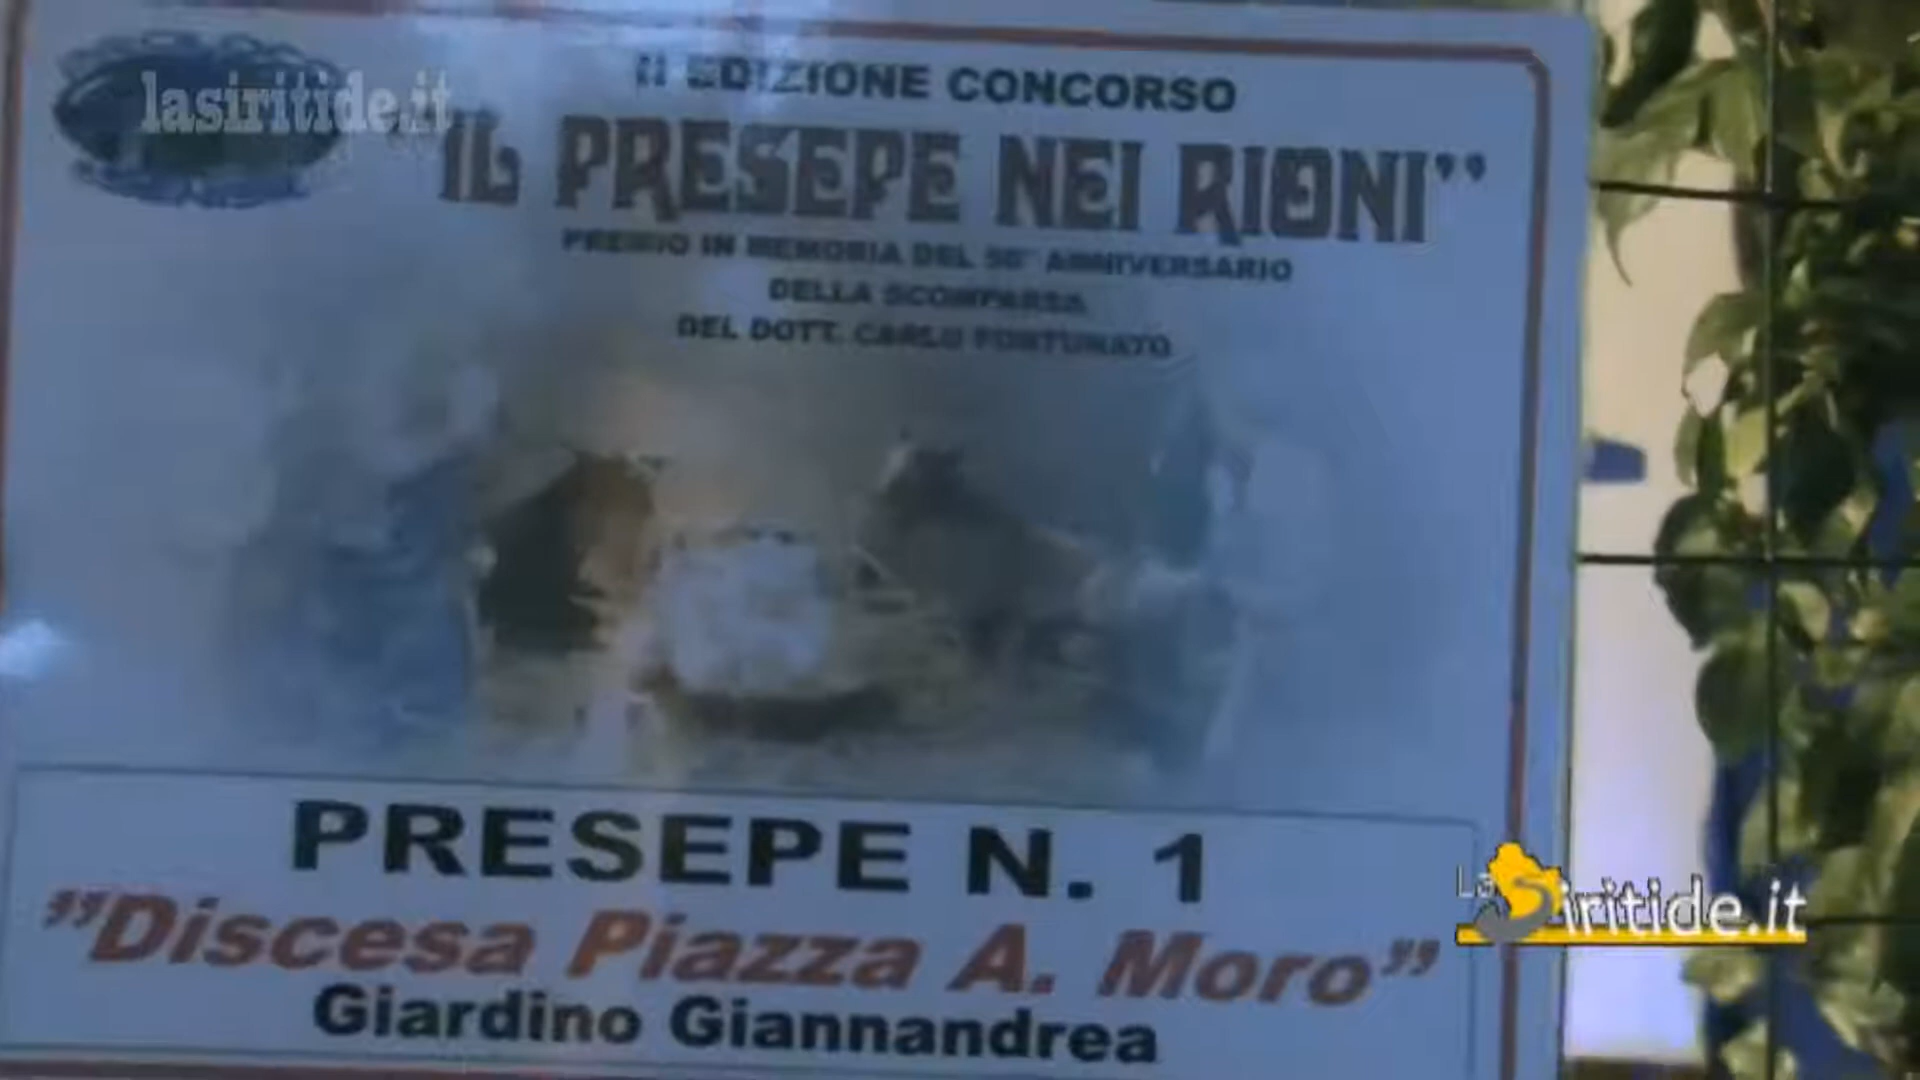 lasiritide.it
II EDIZIONE CONCORSO
"IL PRESEPE NEI RIONI"
PREMIO IN MEMORIA DEL ANNIVERSARIO
DELLA SCOMPARSA
DEL DOTT. CARLO FORTUNATO
PRESEPE N. 1
"Discesa Piazza A. Moro"
Giardino Giannandrea
LaSiritide.it